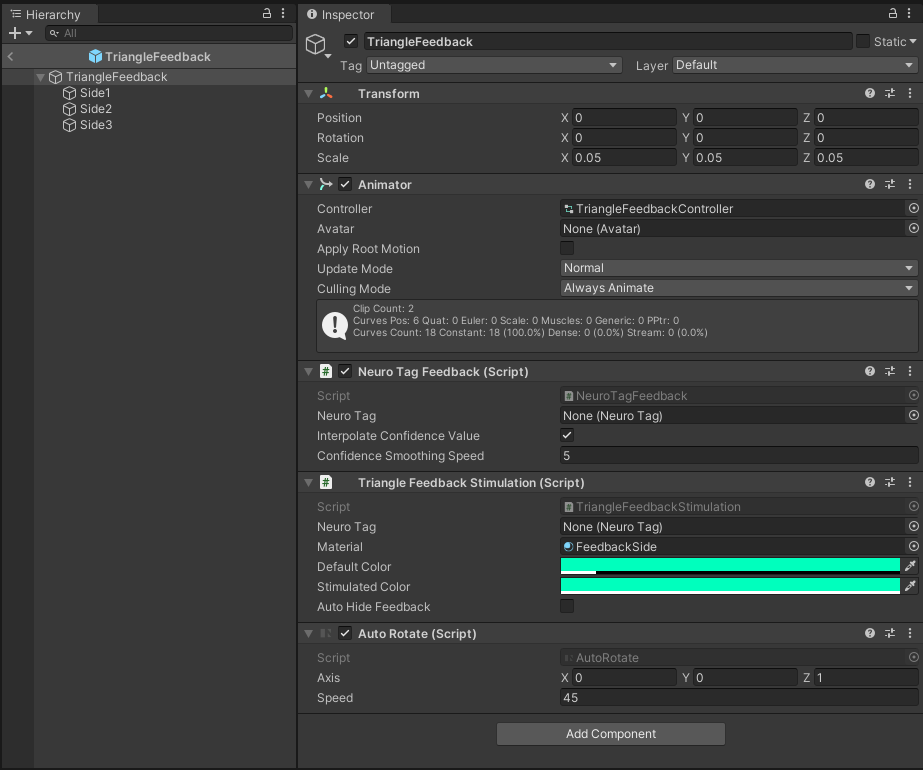 Hierarchy
All
TriangleFeedback
TriangleFeedback
Side1
Side2
Side3
Inspector
TriangleFeedback Static
Tag Untagged Layer Default
Transform
Position X 0 Y 0 Z 0
Rotation X 0 Y 0 Z 0
Scale X 0.05 Y 0.05 Z 0.05
Animator
Controller TriangleFeedbackController
Avatar None (Avatar)
Apply Root Motion
Update Mode Normal
Culling Mode Always Animate
Clip Count: 2
Curves Pos: 6 Quat: 0 Euler: 0 Scale: 0 Muscles: 0 Generic: 0 PPtr: 0
Curves Count: 18 Constant: 18 (100.0%) Dense: 0 (0.0%) Stream: 0 (0.0%)
Neuro Tag Feedback (Script)
Script NeuroTagFeedback
Neuro Tag None (Neuro Tag)
Interpolate Confidence Value
Confidence Smoothing Speed 5
Triangle Feedback Stimulation (Script)
Script TriangleFeedbackStimulation
Neuro Tag None (Neuro Tag)
Material FeedbackSide
Default Color
Stimulated Color
Auto Hide Feedback
Auto Rotate (Script)
Script AutoRotate
Axis X 0 Y 0 Z 1
Speed 45
Add Component